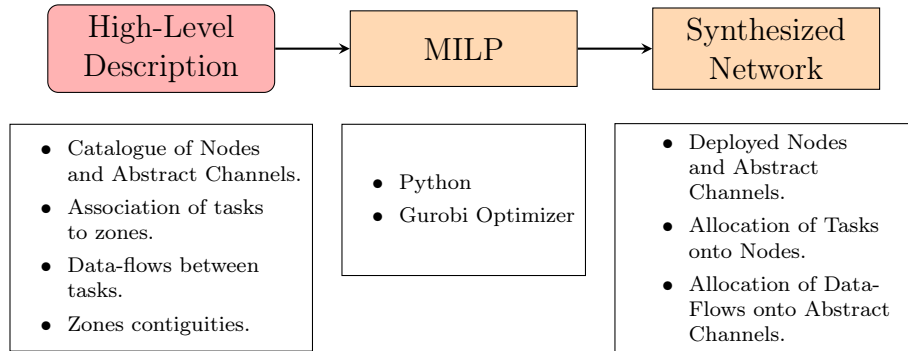 High-Level
Description
MILP
Synthesized
Network
• Catalogue of Nodes
and Abstract Channels.
• Association of tasks
to zones.
• Data-flows between
tasks.
• Zones contiguities.
• Python
• Gurobi Optimizer
• Deployed Nodes
and Abstract
Channels.
• Allocation of Tasks
onto Nodes.
• Allocation of Data-
Flows onto Abstract
Channels.